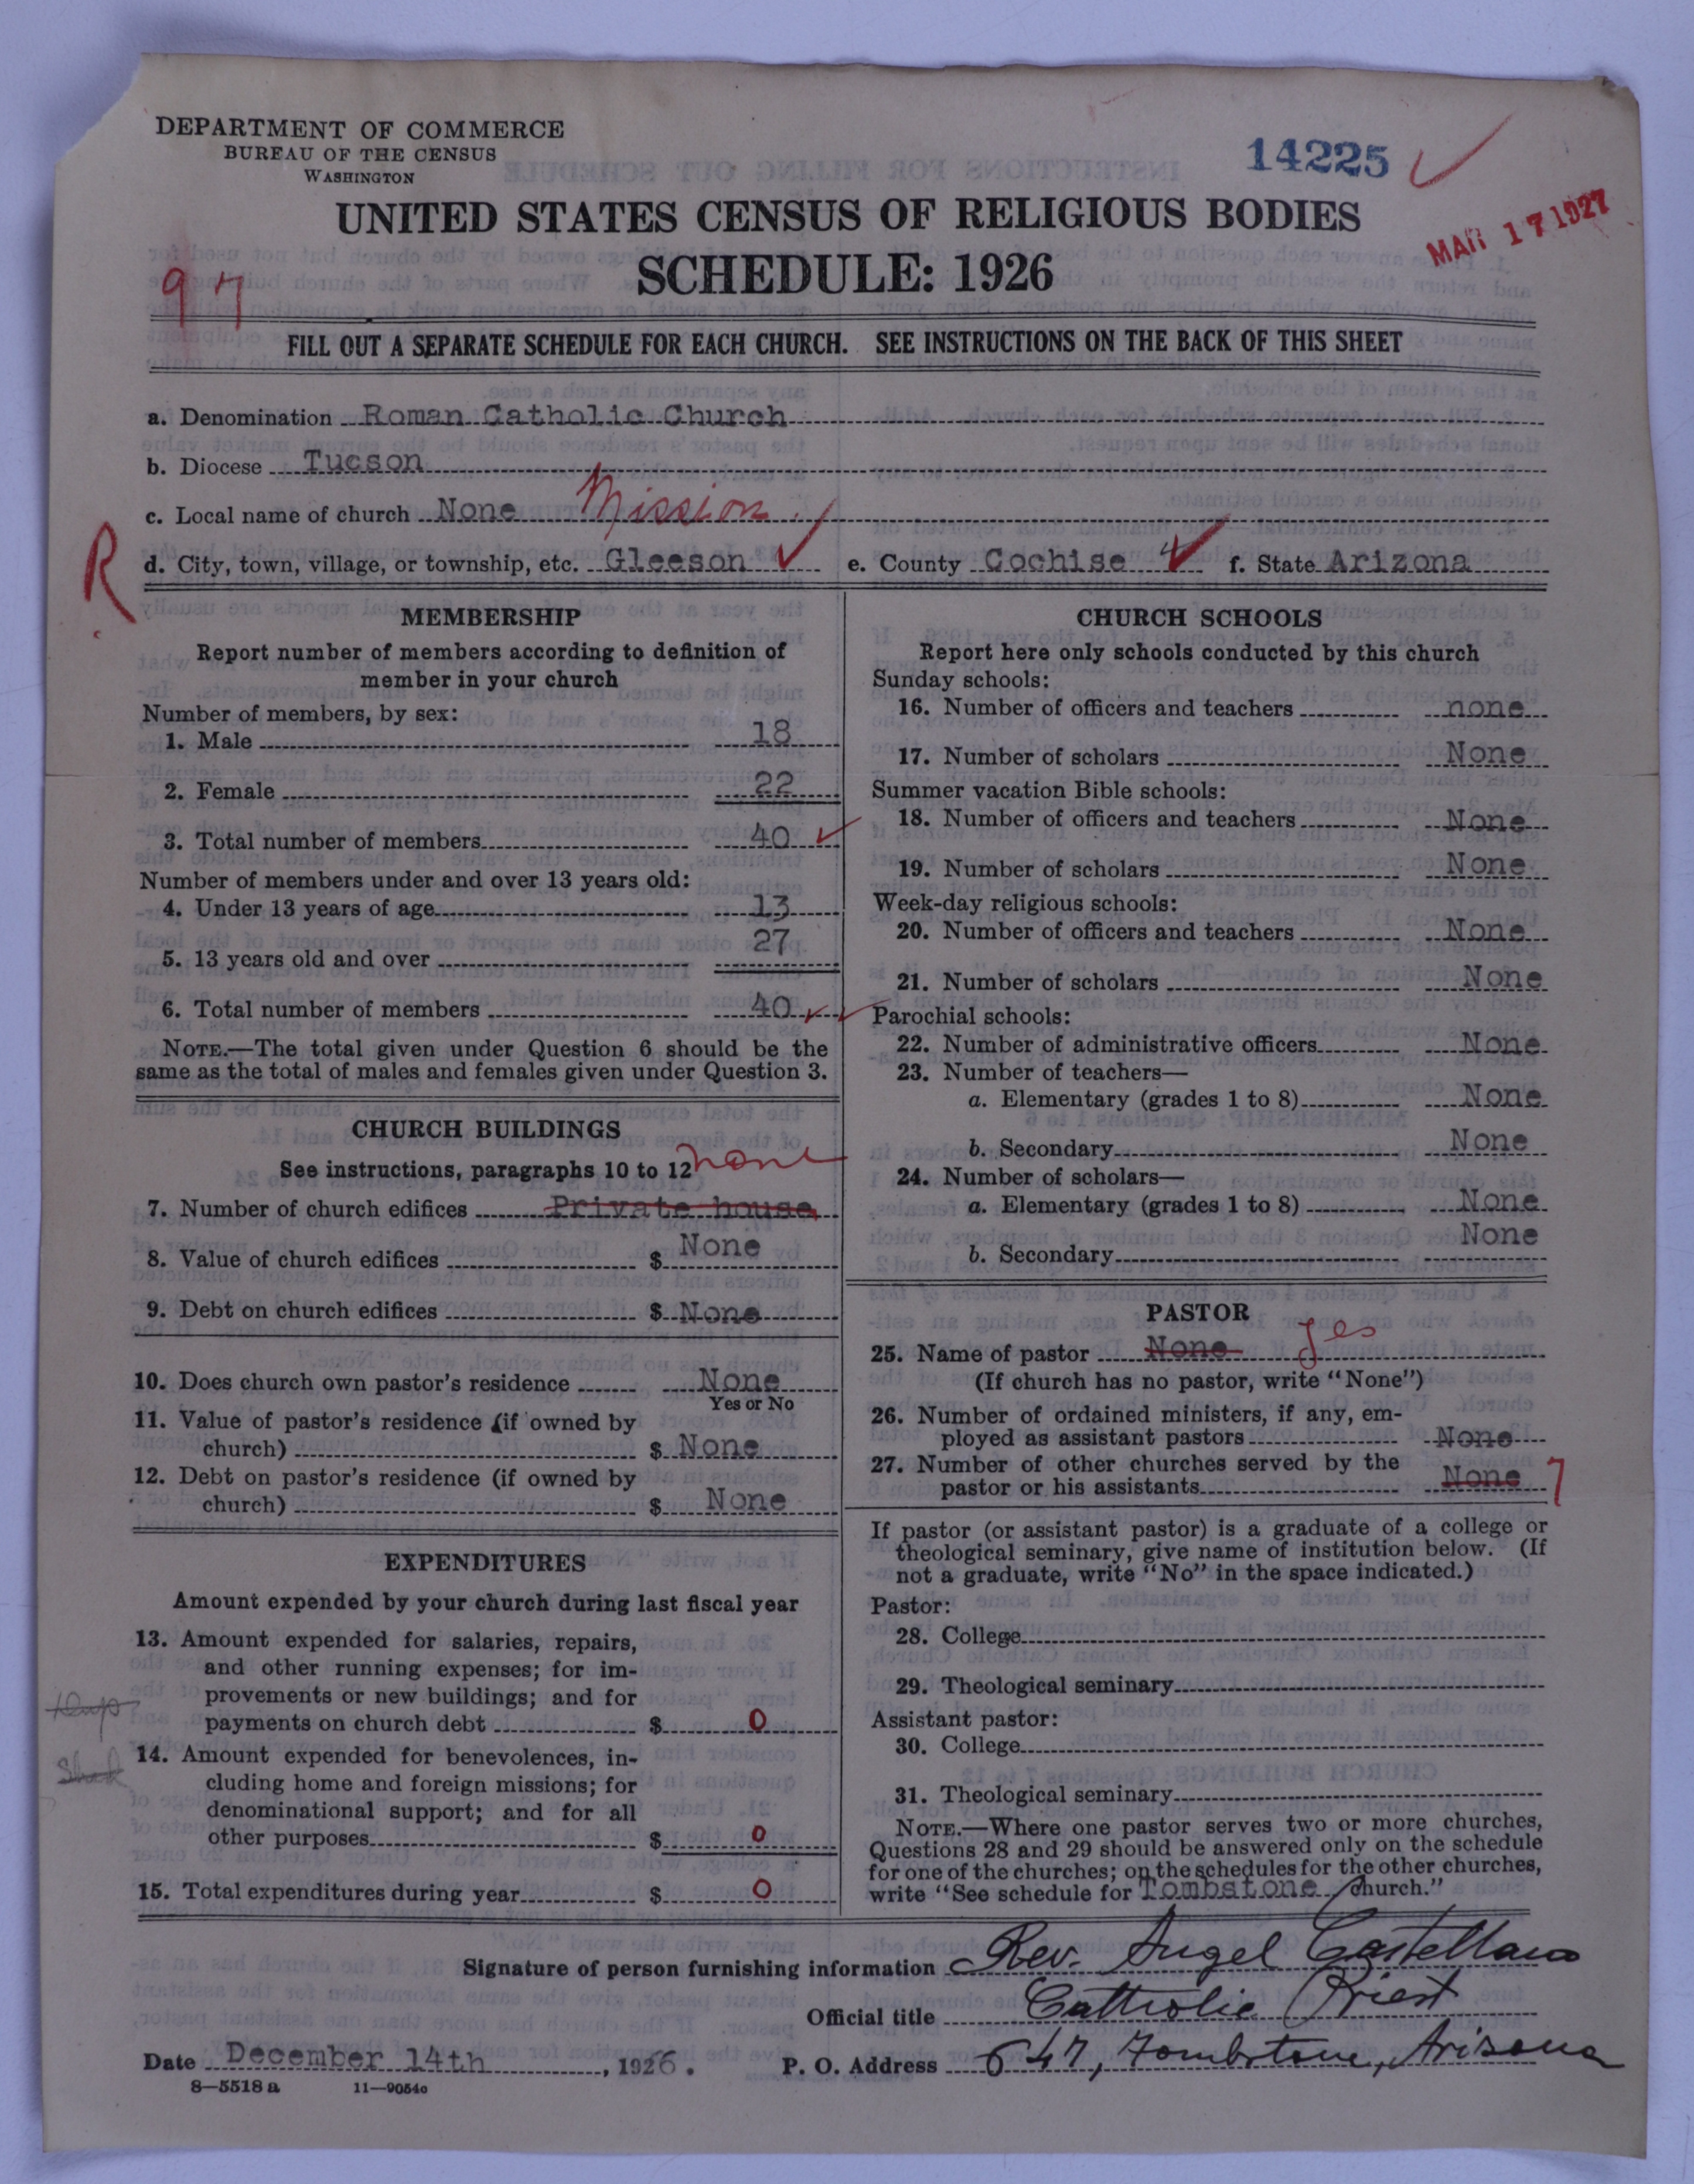 DEPARTMENT OF COMMERCE
BUREAU OF THE CENSUS
WASHINGTON
14225
MAR 17 1927
UNITED STATES CENSUS OF RELIGIOUS BODIES
SCHEDULE: 1926
FILL OUT A SEPARATE SCHEDULE FOR EACH CHURCH. SEE INSTRUCTIONS ON THE BACK OF THIS SHEET
a. Denomination Roman Catholic Church
b. Diocese Tucson
c. Local name of church None Mission
R
d. City, town, village, or township, etc. Gleeson e. County Cochise f. State Arizona
MEMBERSHIP
Report number of members according to definition of
member in your church
Number of members, by sex:
1. Male 18
2. Female 22
3. Total number of members 40
Number of members under and over 13 years old:
4. Under 13 years of age 13
5. 13 years old and over 27
6. Total number of members 40
NOTE.—The total given under Question 6 should be the
same as the total of males and females given under Question 3.
CHURCH BUILDINGS
See instructions, paragraphs 10 to 12 none
7. Number of church edifices Private house
8. Value of church edifices $ None
9. Debt on church edifices $ None
10. Does church own pastor's residence None
Yes or No
11. Value of pastor's residence (if owned by
church) $ None
12. Debt on pastor's residence (if owned by
church) $ None
EXPENDITURES
Amount expended by your church during last fiscal year
13. Amount expended for salaries, repairs,
and other running expenses; for im-
provements or new buildings; and for
payments on church debt $ 0
14. Amount expended for benevolences, in-
cluding home and foreign missions; for
denominational support; and for all
other purposes $ 0
15. Total expenditures during year $ 0
CHURCH SCHOOLS
Report here only schools conducted by this church
Sunday schools:
16. Number of officers and teachers none
17. Number of scholars None
Summer vacation Bible schools:
18. Number of officers and teachers None
19. Number of scholars None
Week-day religious schools:
20. Number of officers and teachers None
21. Number of scholars None
Parochial schools:
22. Number of administrative officers None
23. Number of teachers—
a. Elementary (grades 1 to 8) None
b. Secondary None
24. Number of scholars—
a. Elementary (grades 1 to 8) None
b. Secondary None
PASTOR
25. Name of pastor None yes
(If church has no pastor, write "None")
26. Number of ordained ministers, if any, em-
ployed as assistant pastors None
27. Number of other churches served by the
pastor or his assistants None 7
If pastor (or assistant pastor) is a graduate of a college or
theological seminary, give name of institution below. (If
not a graduate, write "No" in the space indicated.)
Pastor:
28. College
29. Theological seminary
Assistant pastor:
30. College
31. Theological seminary
NOTE.—Where one pastor serves two or more churches,
Questions 28 and 29 should be answered only on the schedule
for one of the churches; on the schedules for the other churches,
write "See schedule for Tombstone church."
Signature of person furnishing information Rev. Angel Castellano
Official title Catholic Priest
Date December 14th, 1926. P. O. Address 647, Tombstone, Arizona
8—5518 a 11—9054c